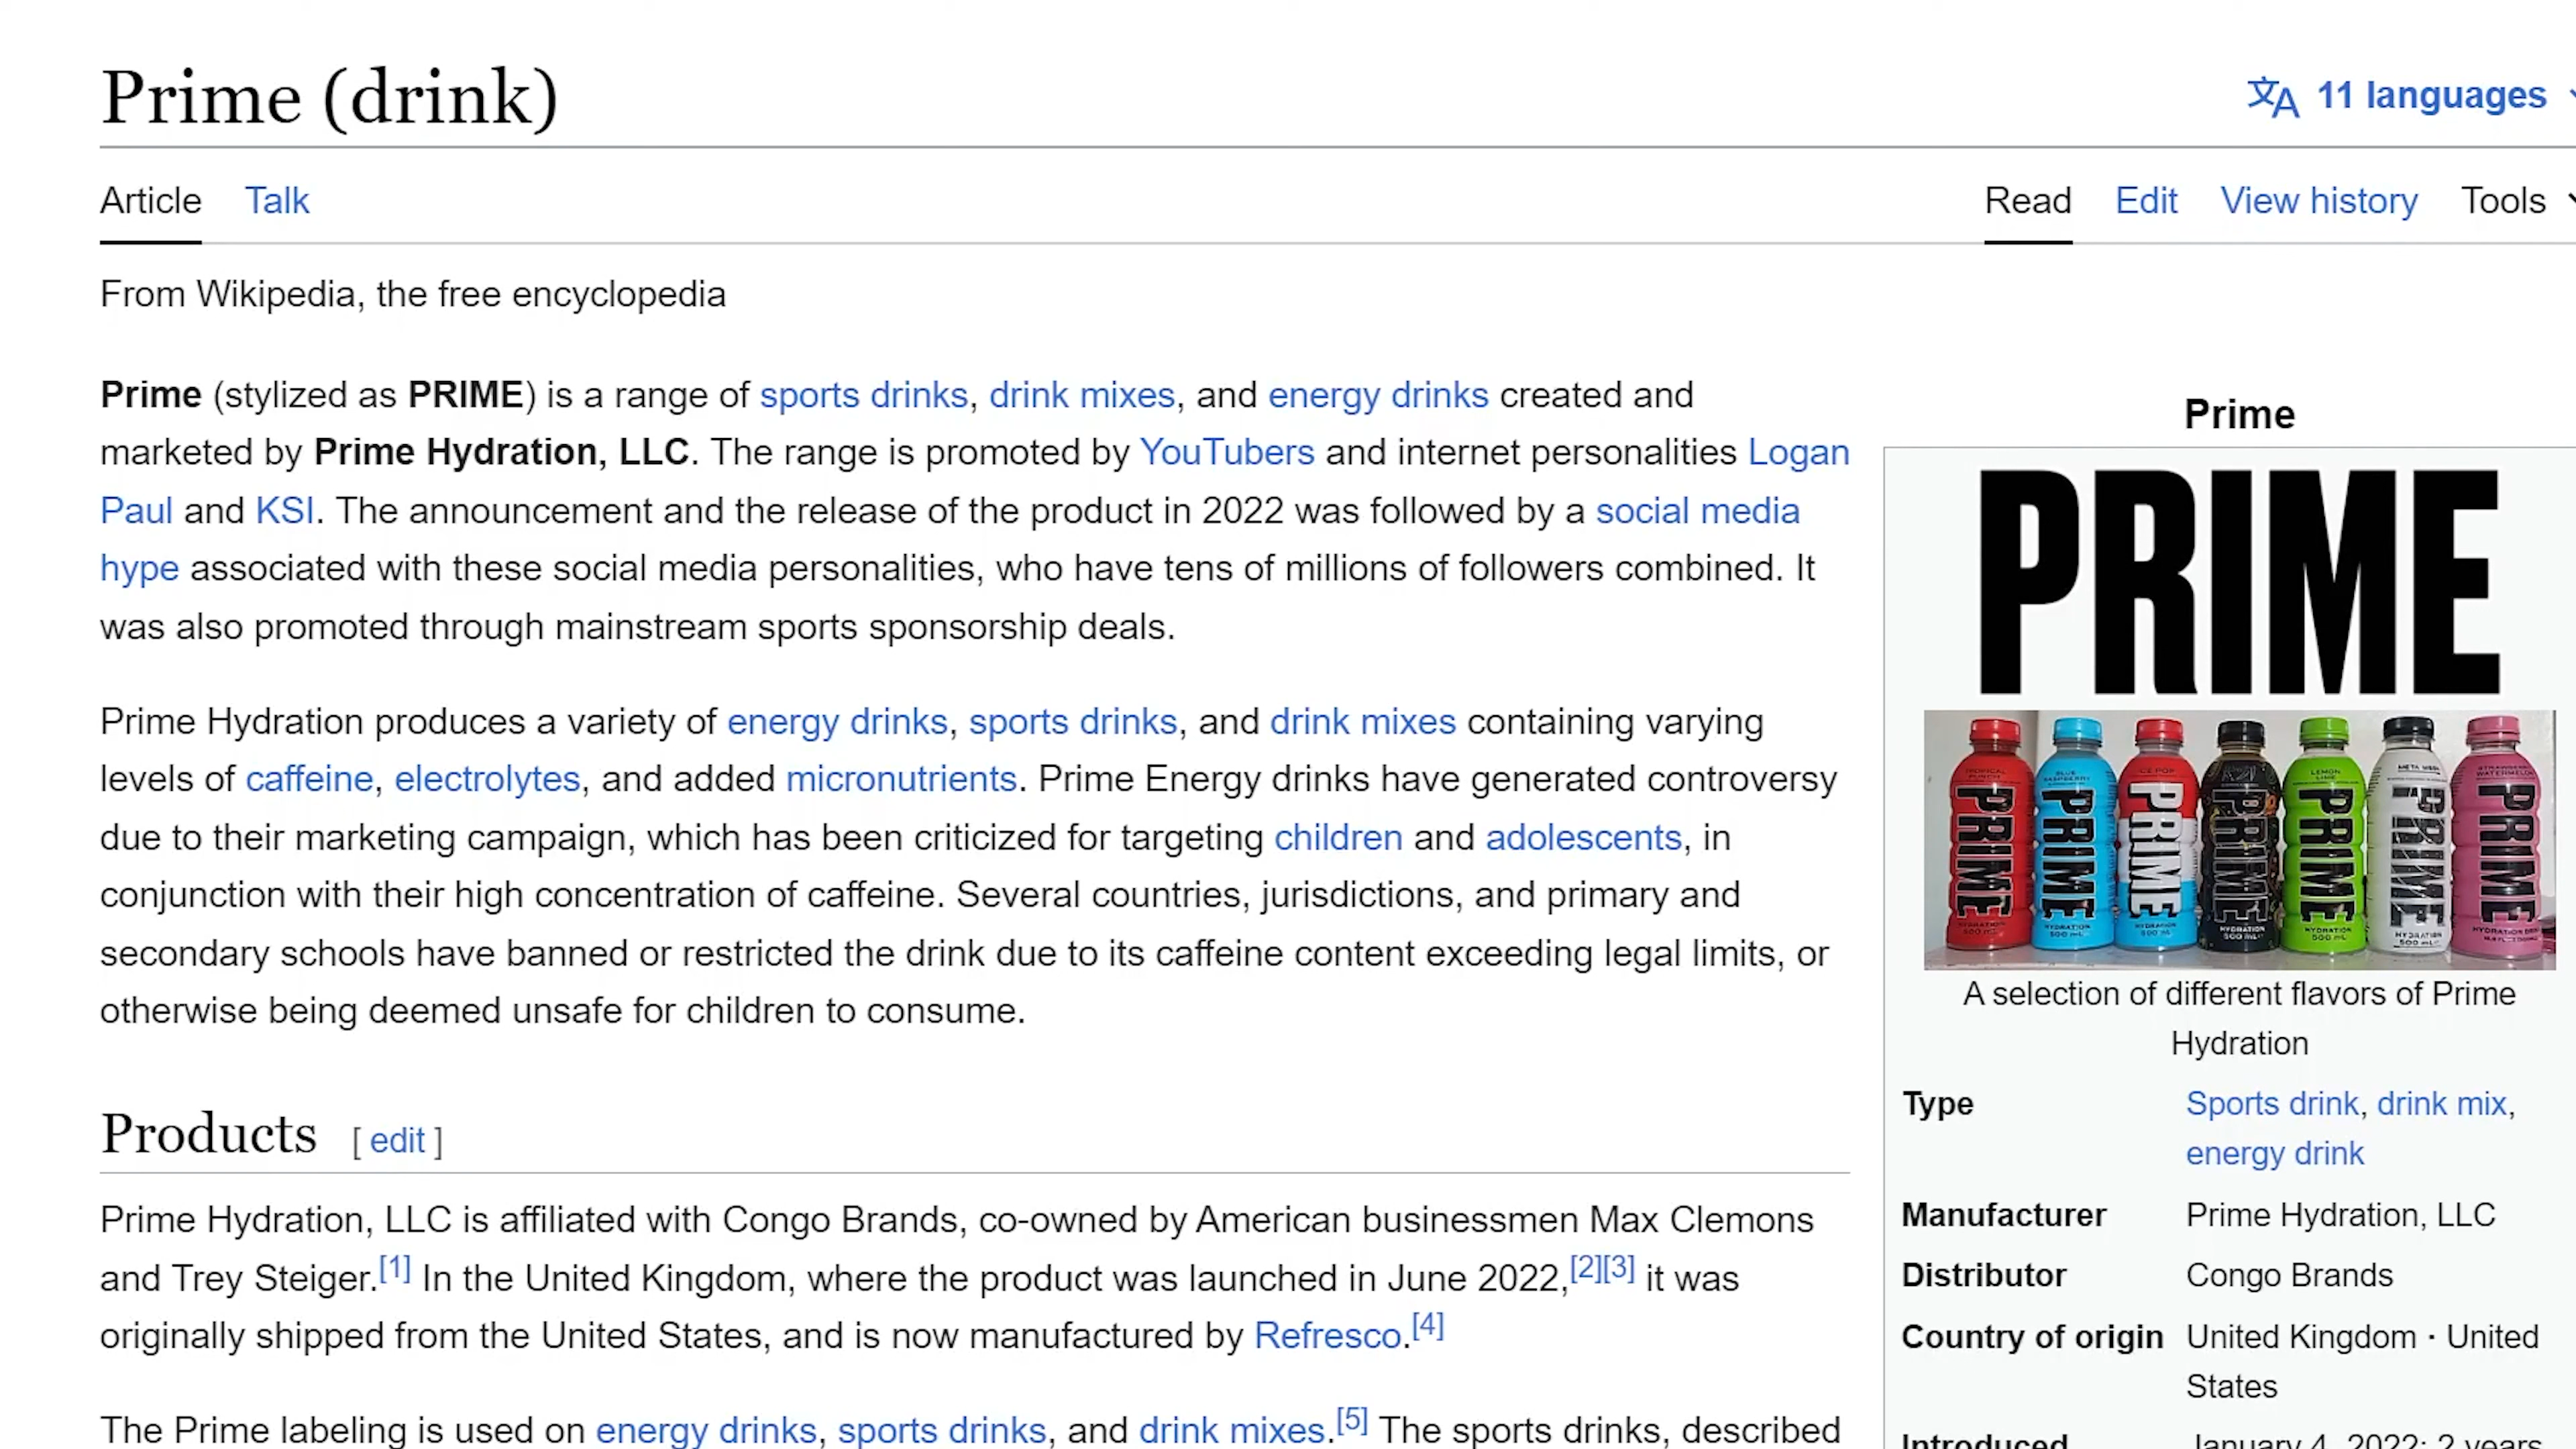 Prime (drink)
11 languages
Article Talk
Read Edit View history Tools
From Wikipedia, the free encyclopedia
Prime (stylized as PRIME) is a range of sports drinks, drink mixes, and energy drinks created and
marketed by Prime Hydration, LLC. The range is promoted by YouTubers and internet personalities Logan
Paul and KSI. The announcement and the release of the product in 2022 was followed by a social media
hype associated with these social media personalities, who have tens of millions of followers combined. It
was also promoted through mainstream sports sponsorship deals.
Prime Hydration produces a variety of energy drinks, sports drinks, and drink mixes containing varying
levels of caffeine, electrolytes, and added micronutrients. Prime Energy drinks have generated controversy
due to their marketing campaign, which has been criticized for targeting children and adolescents, in
conjunction with their high concentration of caffeine. Several countries, jurisdictions, and primary and
secondary schools have banned or restricted the drink due to its caffeine content exceeding legal limits, or
otherwise being deemed unsafe for children to consume.
Products [ edit ]
Prime Hydration, LLC is affiliated with Congo Brands, co-owned by American businessmen Max Clemons
and Trey Steiger.[1] In the United Kingdom, where the product was launched in June 2022,[2][3] it was
originally shipped from the United States, and is now manufactured by Refresco.[4]
The Prime labeling is used on energy drinks, sports drinks, and drink mixes.[5] The sports drinks, described
Prime
PRIME
PRIME PRIME PRIME PRIME PRIME PRIME PRIME
A selection of different flavors of Prime
Hydration
Type Sports drink, drink mix,
energy drink
Manufacturer Prime Hydration, LLC
Distributor Congo Brands
Country of origin United Kingdom · United
States
Introduced January 4, 2022; 2 years